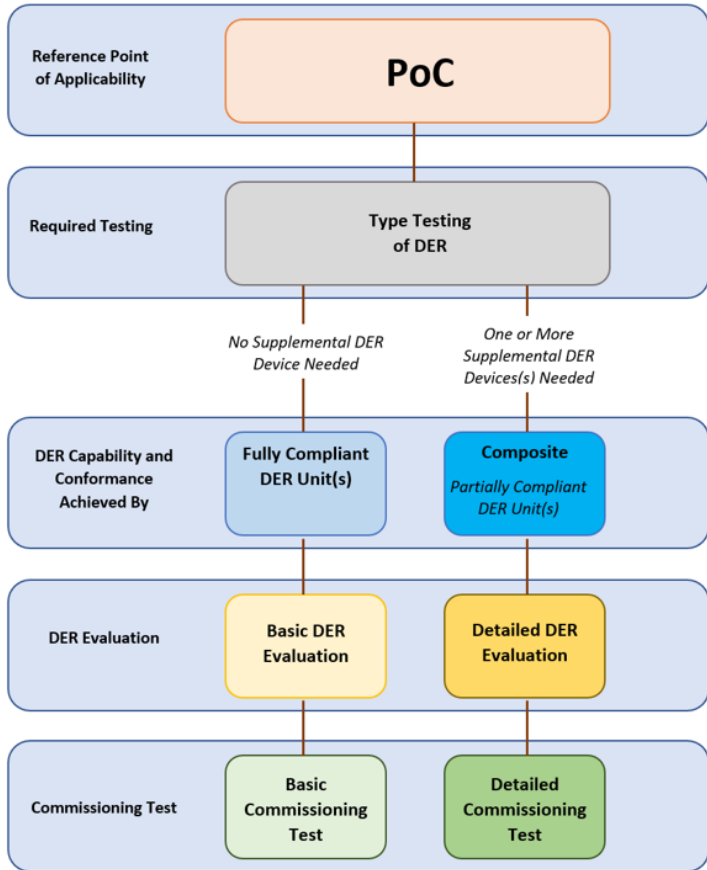 Reference Point
of Applicability
PoC
Required Testing
Type Testing
of DER
No Supplemental DER
Device Needed
One or More
Supplemental DER
Devices(s) Needed
DER Capability and
Conformance
Achieved By
Fully Compliant
DER Unit(s)
Composite
Partially Compliant
DER Unit(s)
DER Evaluation
Basic DER
Evaluation
Detailed DER
Evaluation
Commissioning Test
Basic
Commissioning
Test
Detailed
Commissioning
Test